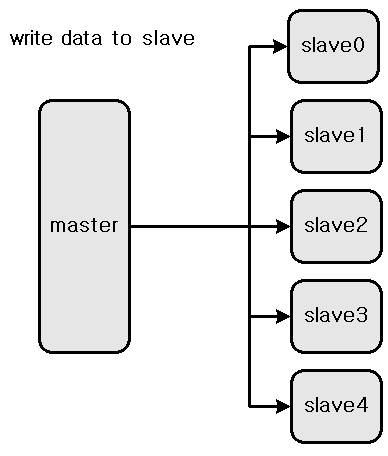 write data to slave
slave0
slave1
master
slave2
slave3
slave4